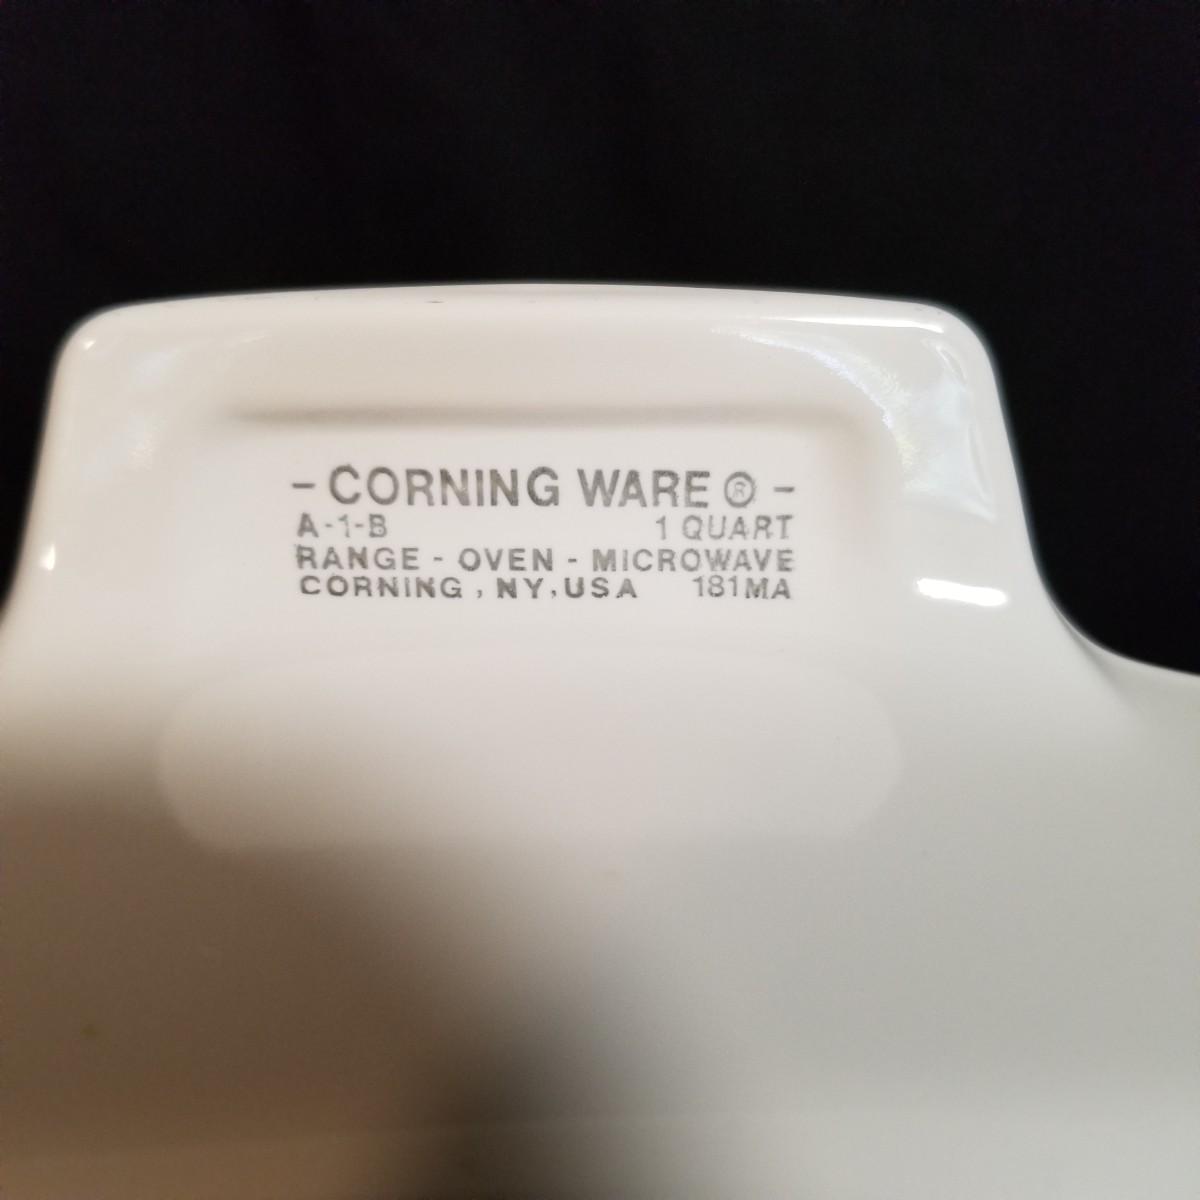 - CORNING WARE ® -
A-1-B 1 QUART
RANGE - OVEN - MICROWAVE
CORNING, NY, USA 181MA